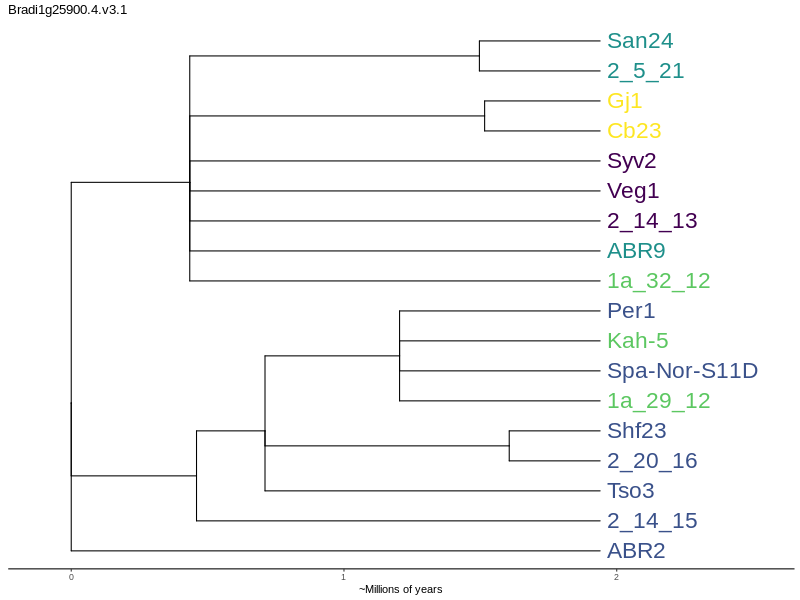 Bradi1g25900.4.v3.1
San24
2_5_21
Gj1
Cb23
Syv2
Veg1
2_14_13
ABR9
1a_32_12
Per1
Kah-5
Spa-Nor-S11D
1a_29_12
Shf23
2_20_16
Tso3
2_14_15
ABR2
0 1 2
~Millions of years